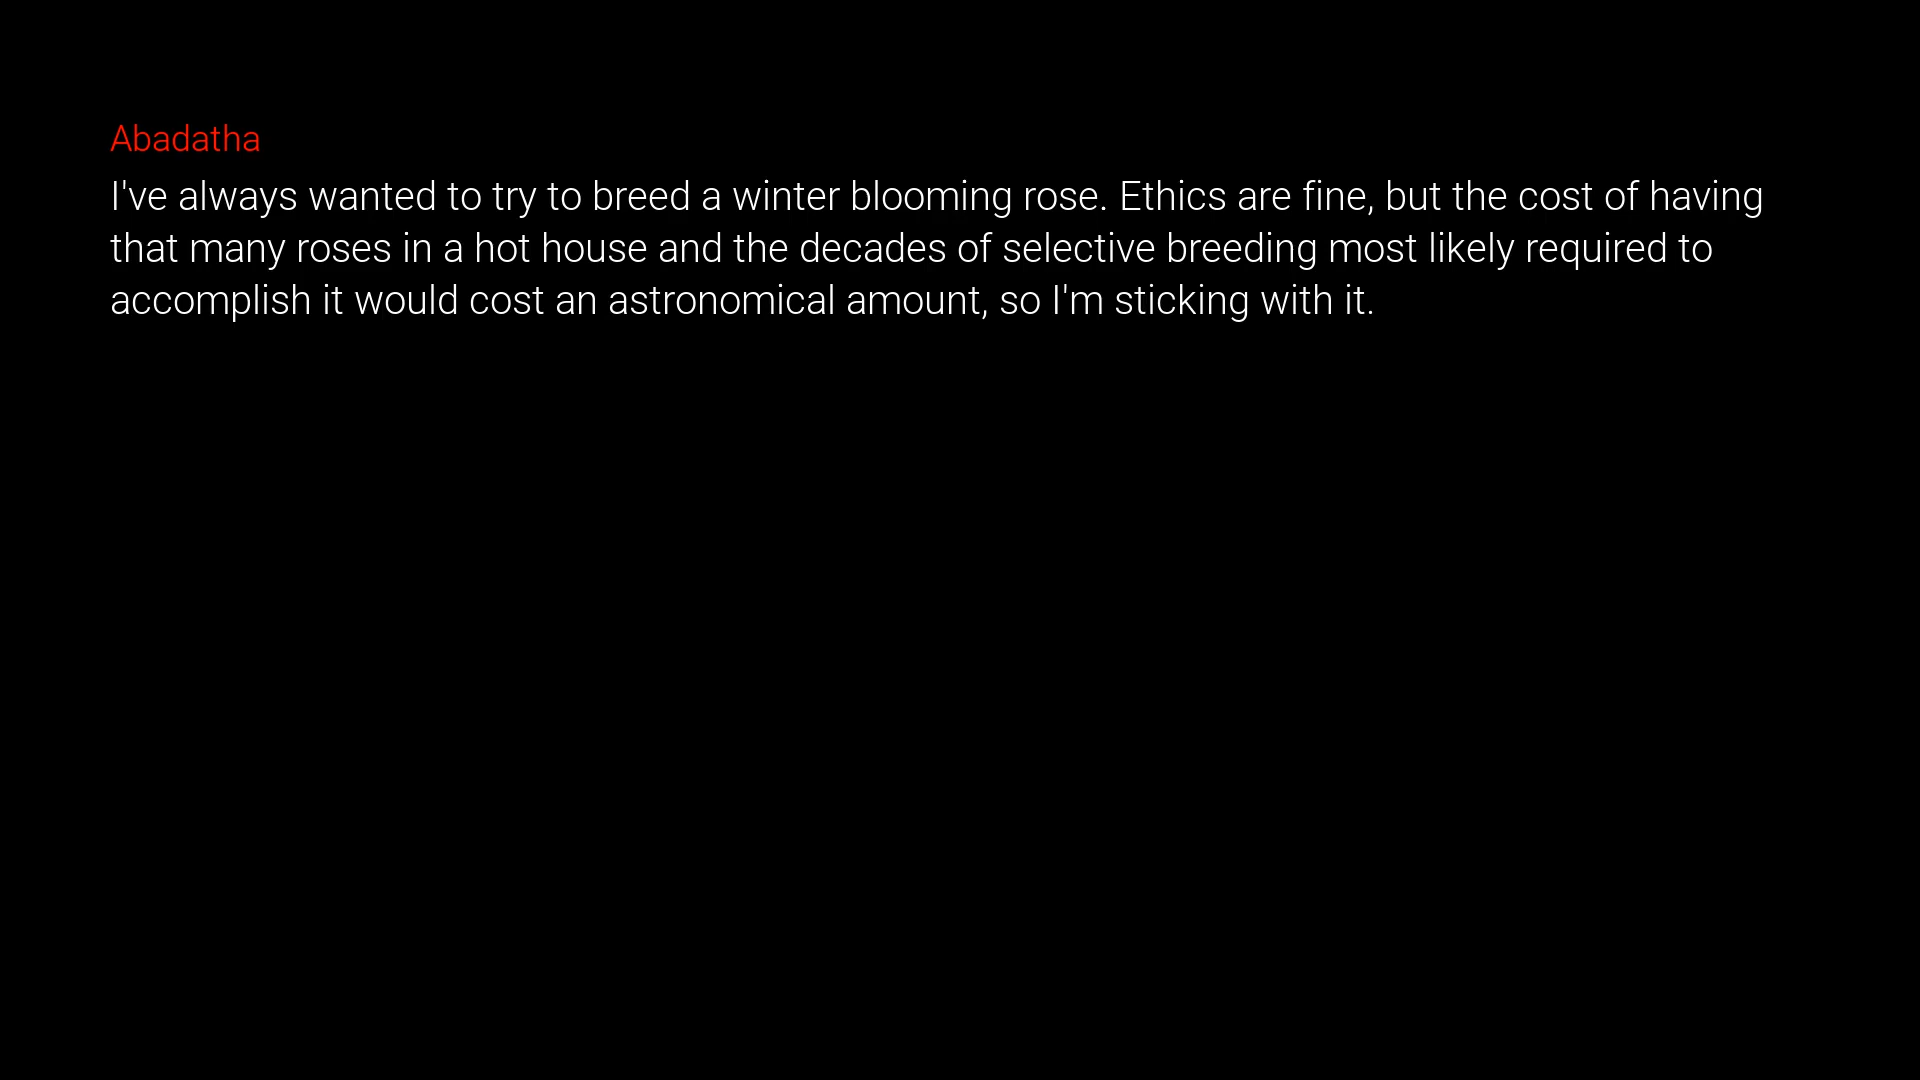 Abadatha
I've always wanted to try to breed a winter blooming rose. Ethics are fine, but the cost of having
that many roses in a hot house and the decades of selective breeding most likely required to
accomplish it would cost an astronomical amount, so I'm sticking with it.